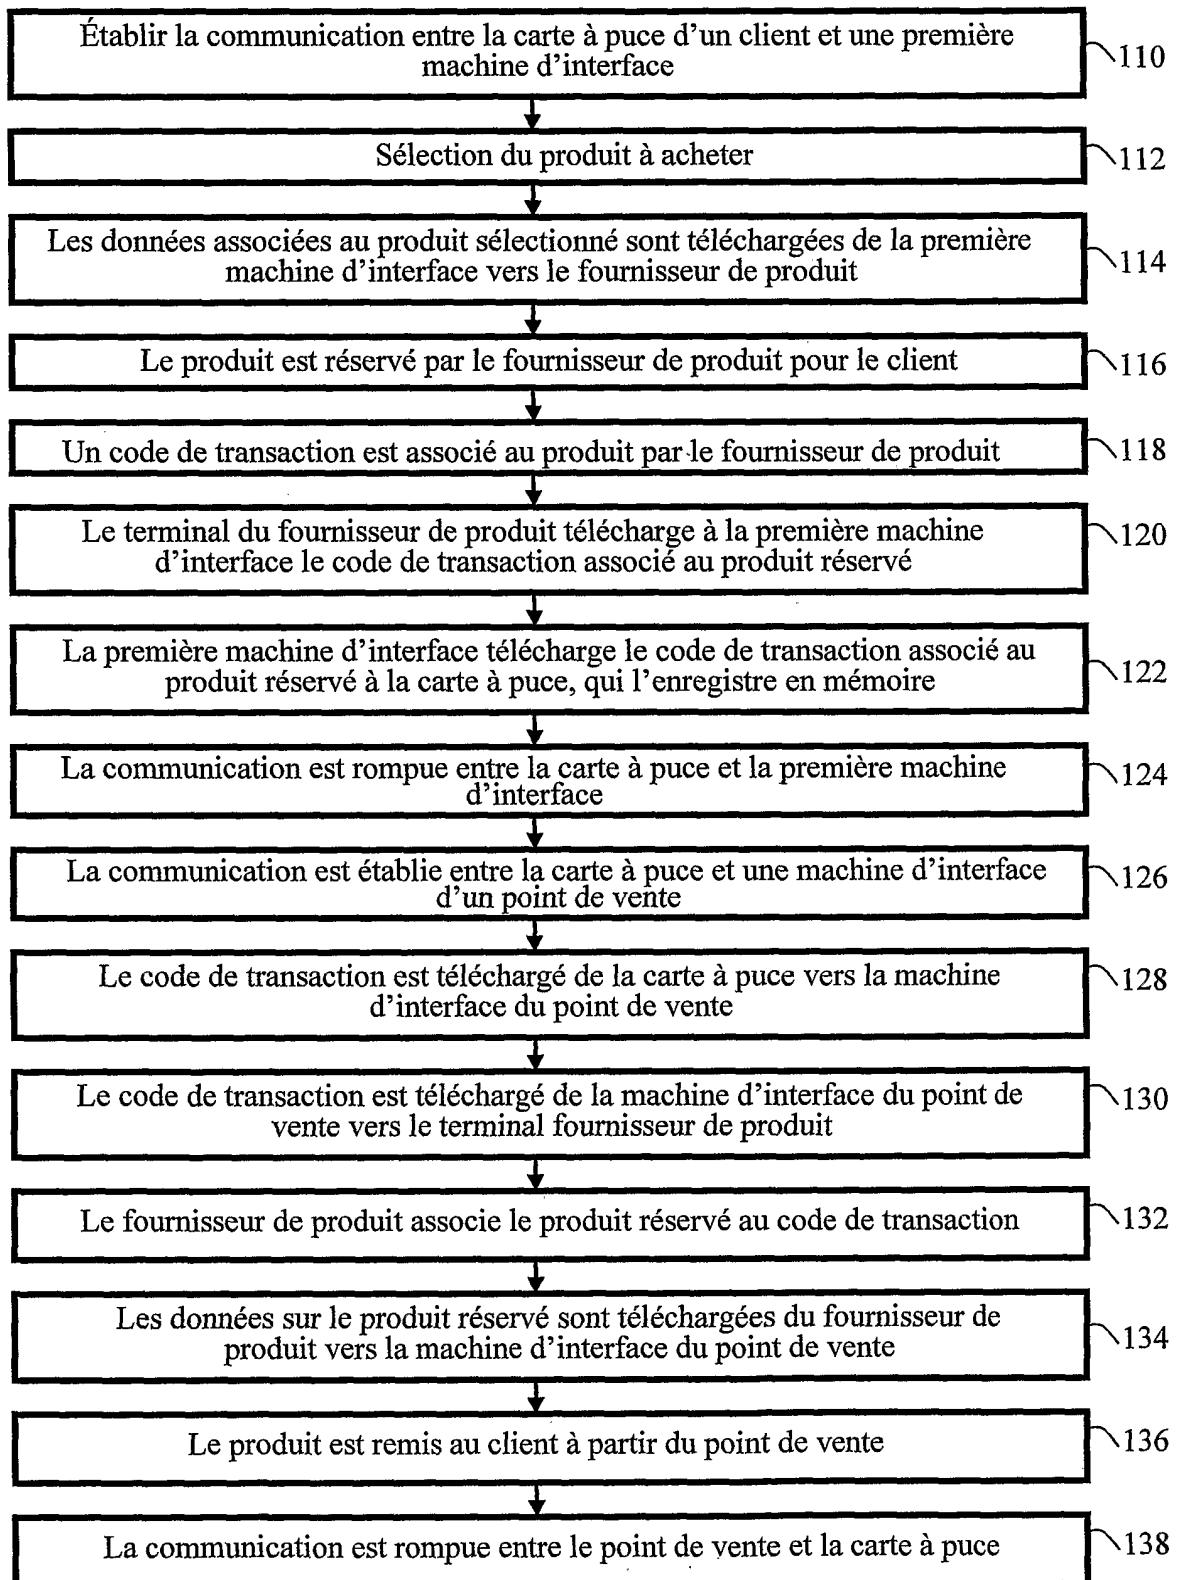 Établir la communication entre la carte à puce d'un client et une première
machine d'interface
110
Sélection du produit à acheter
112
Les données associées au produit sélectionné sont téléchargées de la première
machine d'interface vers le fournisseur de produit
114
Le produit est réservé par le fournisseur de produit pour le client
116
Un code de transaction est associé au produit par le fournisseur de produit
118
Le terminal du fournisseur de produit télécharge à la première machine
d'interface le code de transaction associé au produit réservé
120
La première machine d'interface télécharge le code de transaction associé au
produit réservé à la carte à puce, qui l'enregistre en mémoire
122
La communication est rompue entre la carte à puce et la première machine
d'interface
124
La communication est établie entre la carte à puce et une machine d'interface
d'un point de vente
126
Le code de transaction est téléchargé de la carte à puce vers la machine
d'interface du point de vente
128
Le code de transaction est téléchargé de la machine d'interface du point de
vente vers le terminal fournisseur de produit
130
Le fournisseur de produit associe le produit réservé au code de transaction
132
Les données sur le produit réservé sont téléchargées du fournisseur de
produit vers la machine d'interface du point de vente
134
Le produit est remis au client à partir du point de vente
136
La communication est rompue entre le point de vente et la carte à puce
138